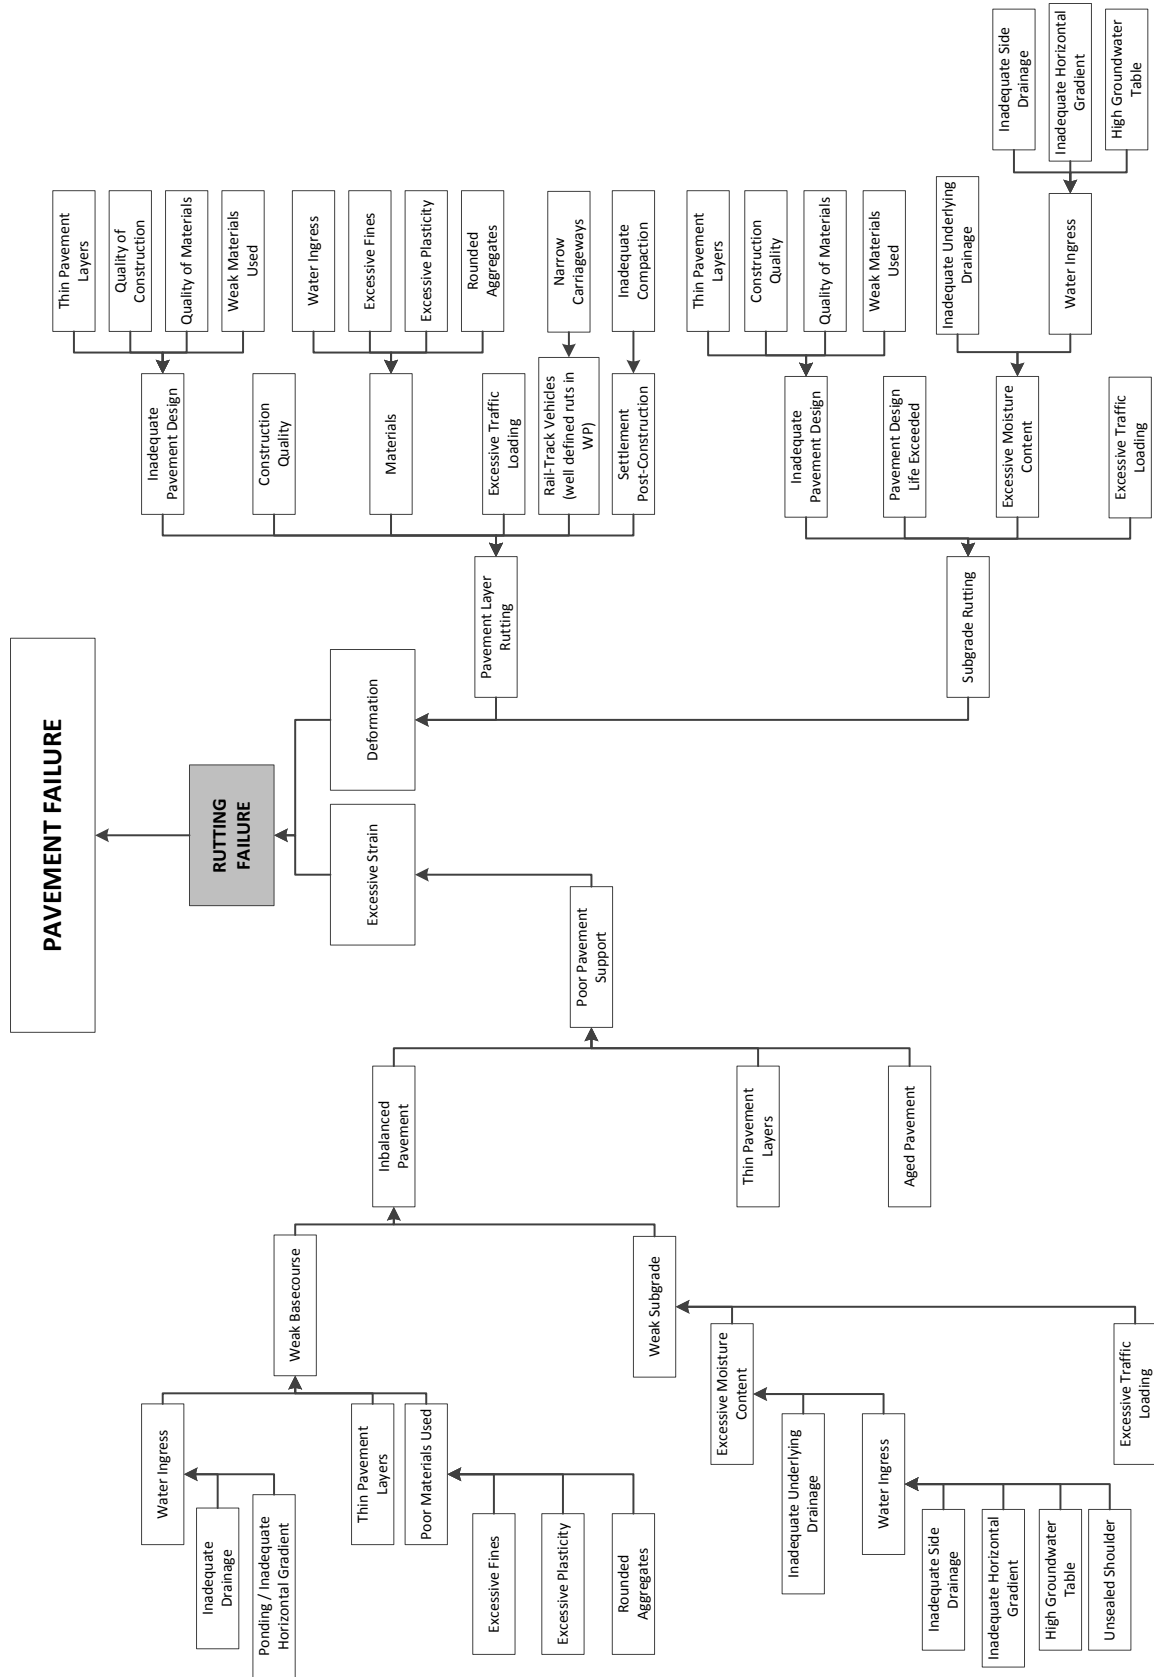 PAVEMENT FAILURE
RUTTING
FAILURE
Excessive Strain
Deformation
Poor Pavement
Support
Inbalanced
Pavement
Thin Pavement
Layers
Aged Pavement
Weak Basecourse
Weak Subgrade
Water Ingress
Inadequate
Drainage
Ponding / Inadequate
Horizontal Gradient
Thin Pavement
Layers
Poor Materials Used
Excessive Fines
Excessive Plasticity
Rounded
Aggregates
Excessive Moisture
Content
Inadequate Underlying
Drainage
Water Ingress
Inadequate Side
Drainage
Inadequate Horizontal
Gradient
High Groundwater
Table
Unsealed Shoulder
Excessive Traffic
Loading
Pavement Layer
Rutting
Inadequate
Pavement Design
Thin Pavement
Layers
Quality of
Construction
Quality of Materials
Weak Materials
Used
Construction
Quality
Materials
Water Ingress
Excessive Fines
Excessive Plasticity
Rounded
Aggregates
Excessive Traffic
Loading
Rail-Track Vehicles
(well defined ruts in
WP)
Narrow
Carriageways
Settlement
Post-Construction
Inadequate
Compaction
Subgrade Rutting
Inadequate
Pavement Design
Thin Pavement
Layers
Construction
Quality
Quality of Materials
Weak Materials
Used
Pavement Design
Life Exceeded
Excessive Moisture
Content
Inadequate Underlying
Drainage
Water Ingress
Inadequate Side
Drainage
Inadequate Horizontal
Gradient
High Groundwater
Table
Excessive Traffic
Loading